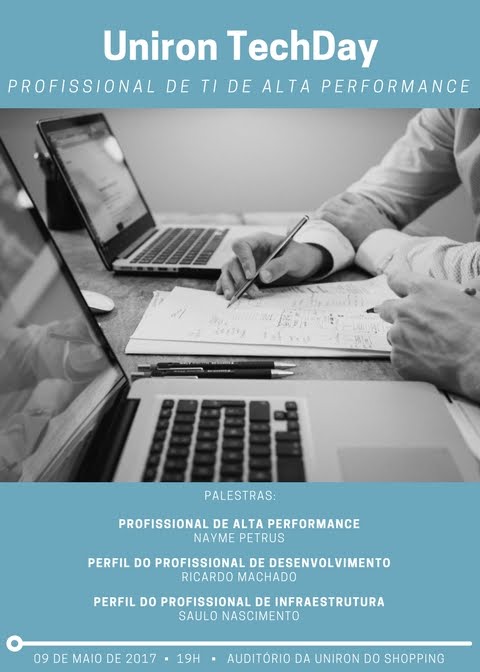 Uniron TechDay
PROFISSIONAL DE TI DE ALTA PERFORMANCE
PALESTRAS:
PROFISSIONAL DE ALTA PERFORMANCE
NAYME PETRUS
PERFIL DO PROFISSIONAL DE DESENVOLVIMENTO
RICARDO MACHADO
PERFIL DO PROFISSIONAL DE INFRAESTRUTURA
SAULO NASCIMENTO
09 DE MAIO DE 2017 • 19H • AUDITÓRIO DA UNIRON DO SHOPPING